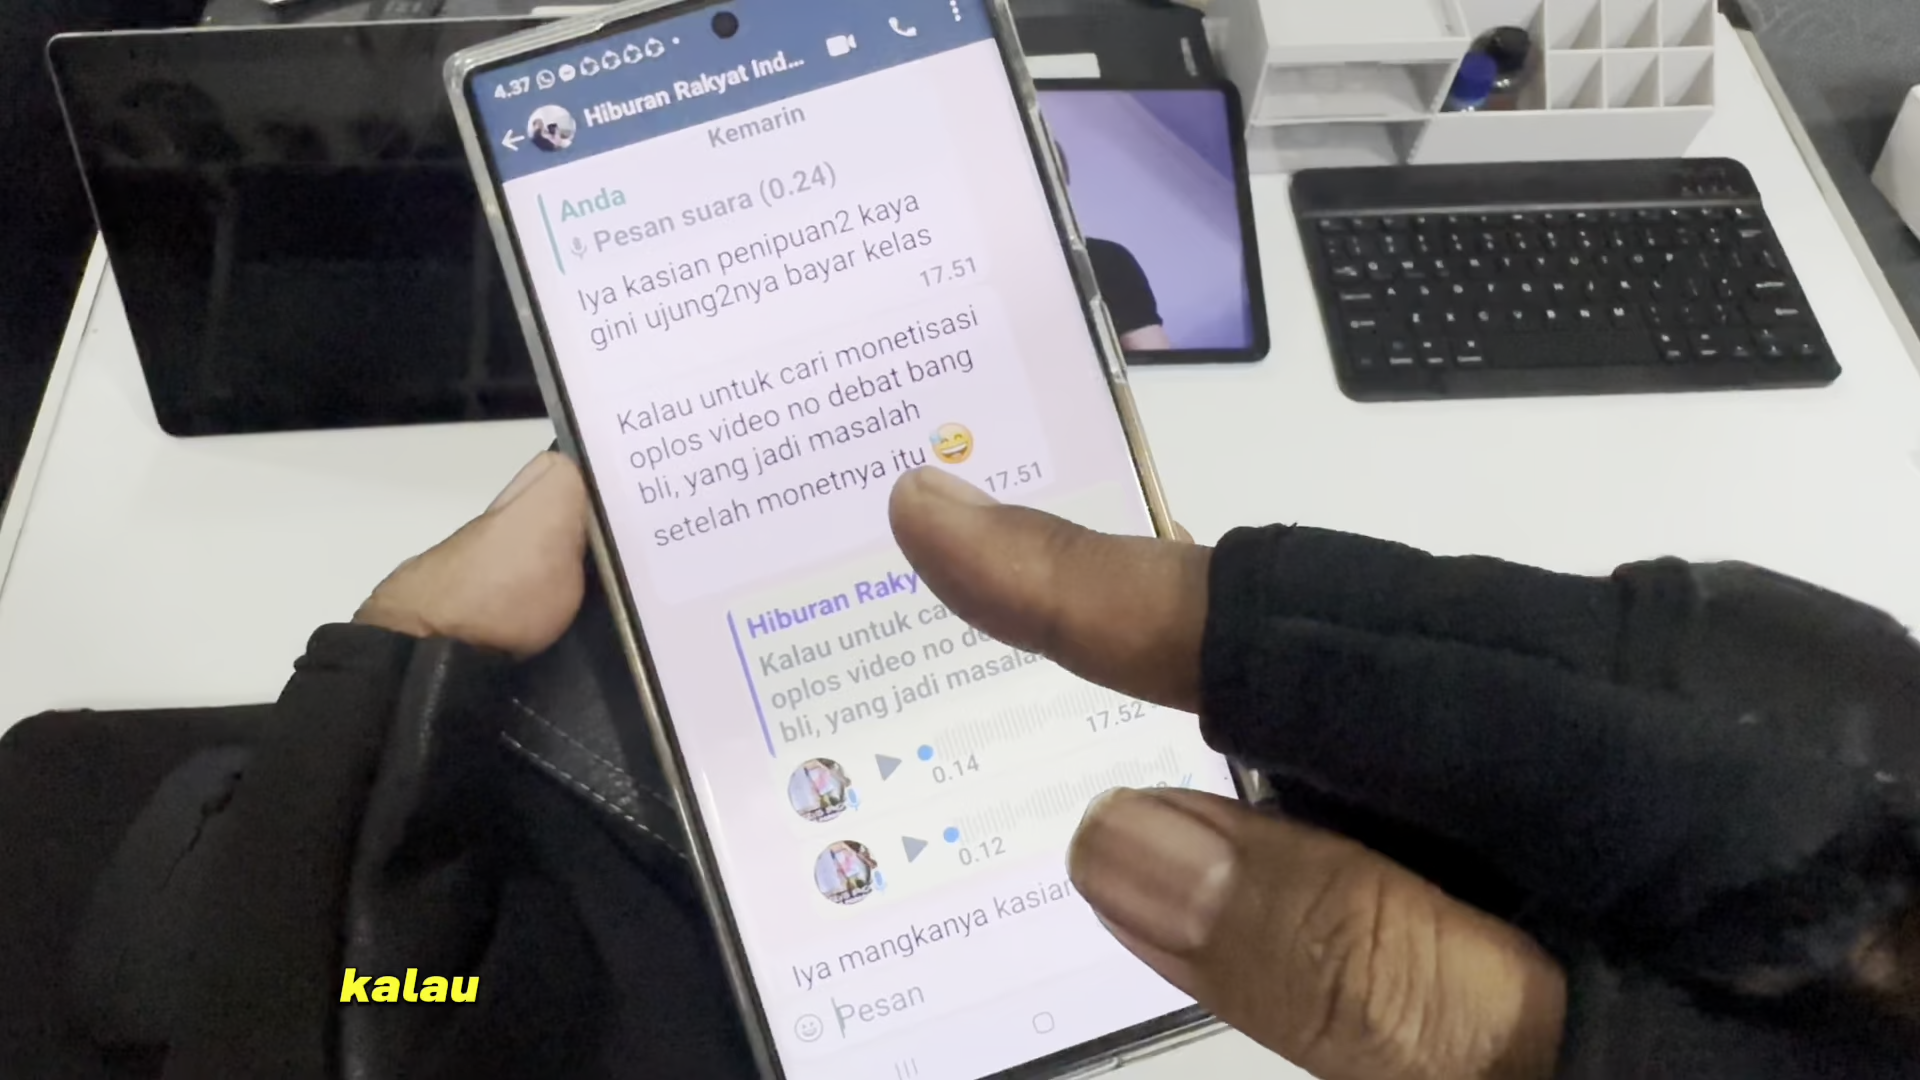 4.37
Hiburan Rakyat Ind...
Kemarin
Anda
Pesan suara (0.24)
Iya kasian penipuan2 kaya
gini ujung2nya bayar kelas
17.51
Kalau untuk cari monetisasi
oplos video no debat bang
bli, yang jadi masalah
setelah monetnya itu 😅
17.51
Hiburan Raky
Kalau untuk ca
oplos video no de
bli, yang jadi masala
17.52
0.14
0.12
Iya mangkanya kasian
Pesan
kalau